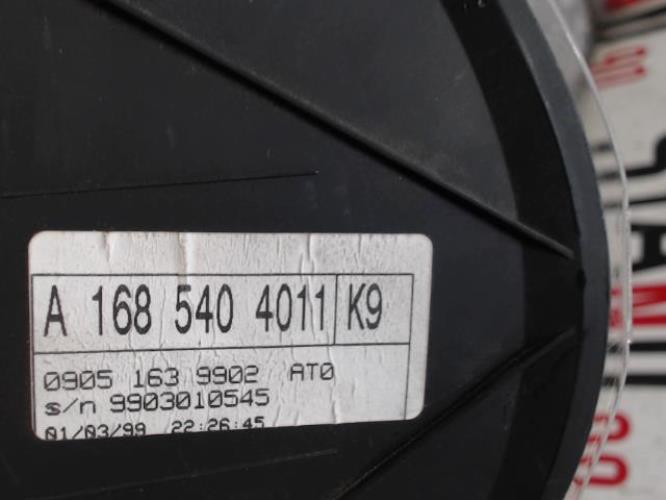 A 168 540 4011 K9
0905 163 9902 AT0
s/n 9903010545
01/03/99 22:26:45